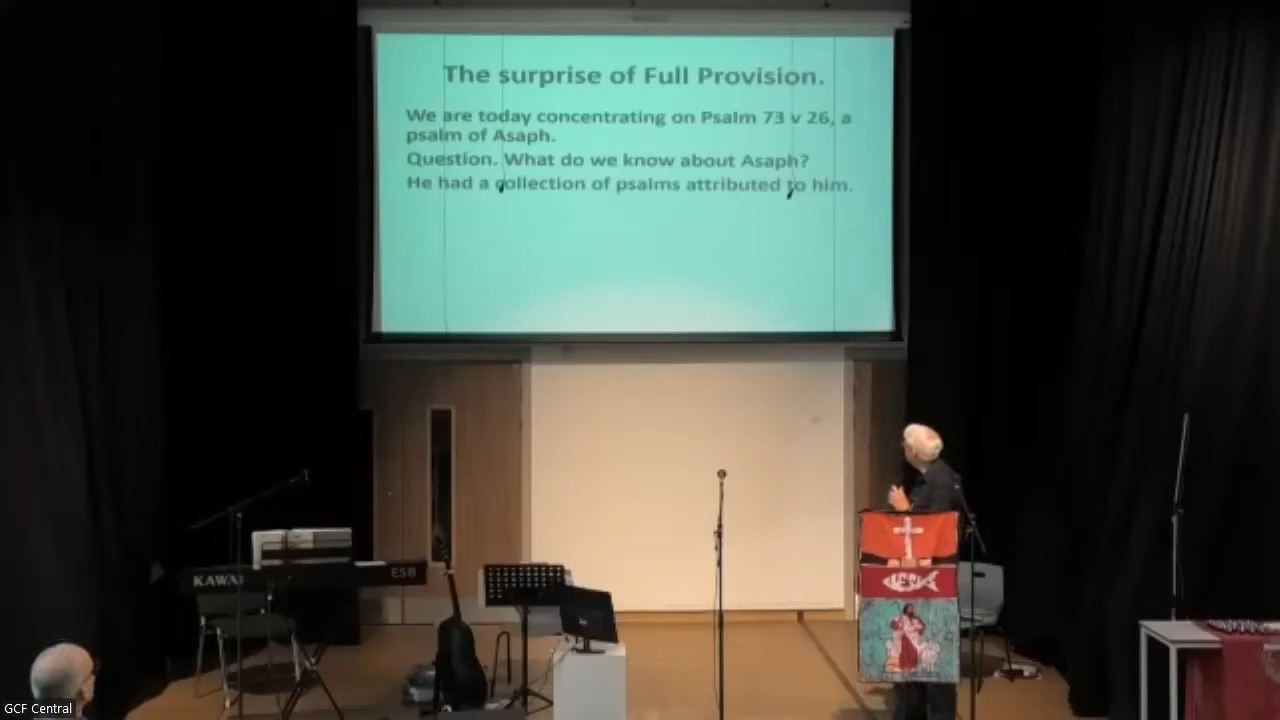 The surprise of Full Provision.
We are today concentrating on Psalm 73 v 26, a
psalm of Asaph.
Question. What do we know about Asaph?
He had a collection of psalms attributed to him.
KAWAI
ES8
GCF Central